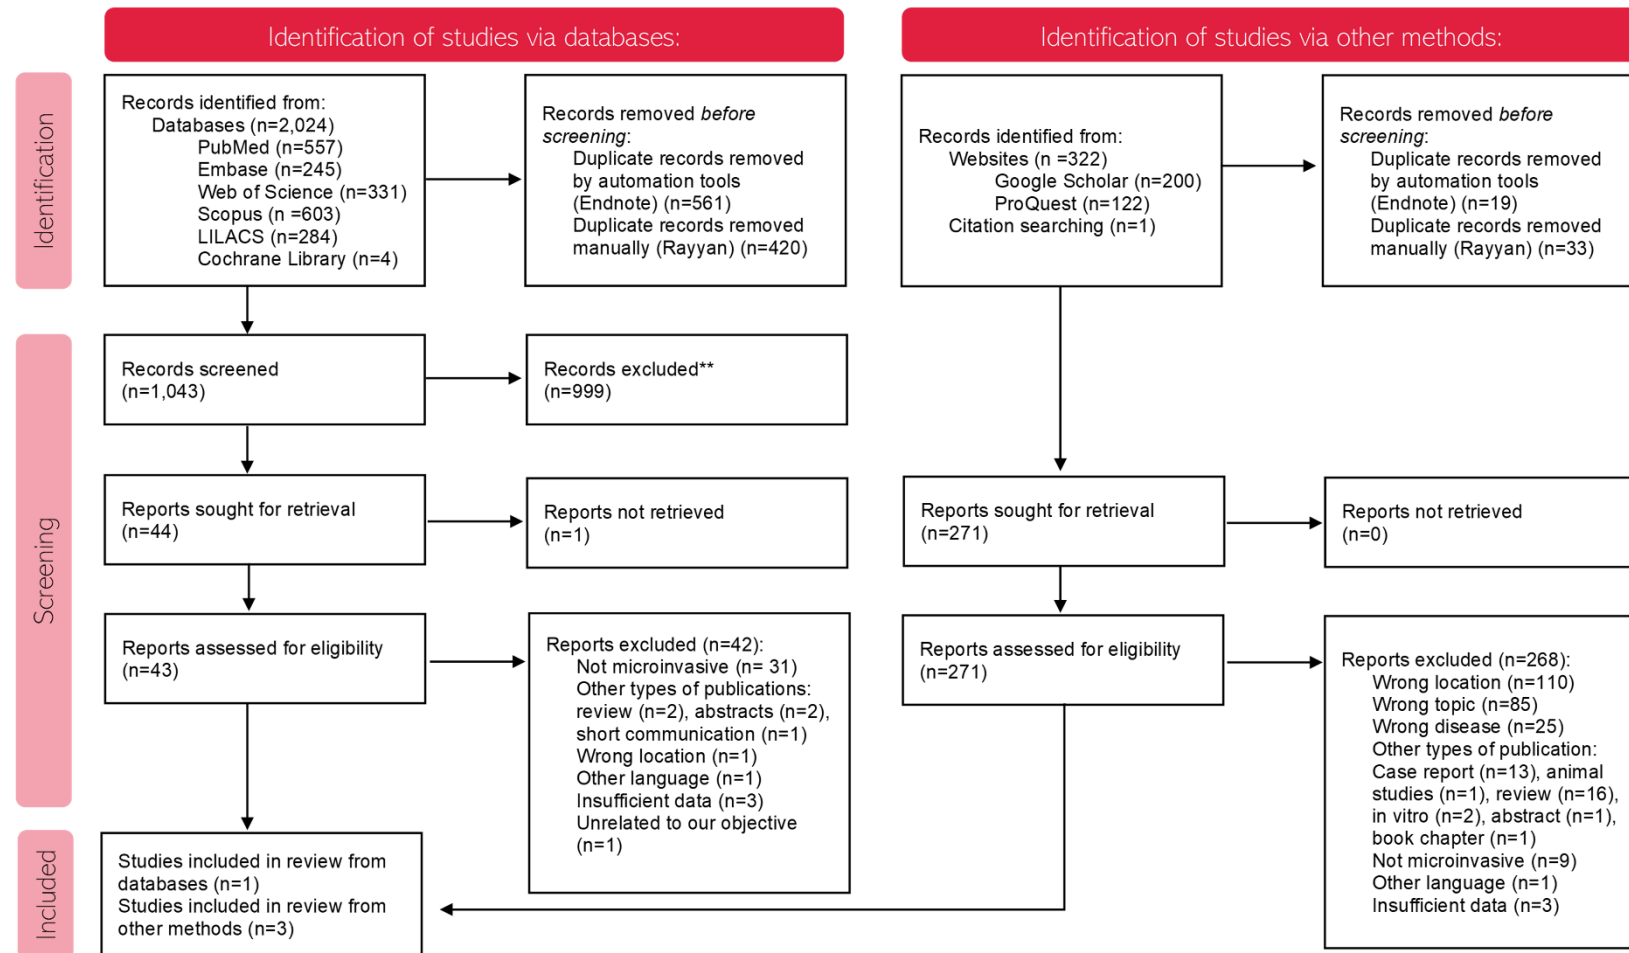 Identification of studies via databases:
Identification of studies via other methods:
Identification
Records identified from:
Databases (n=2,024)
PubMed (n=557)
Embase (n=245)
Web of Science (n=331)
Scopus (n =603)
LILACS (n=284)
Cochrane Library (n=4)
Records removed before
screening:
Duplicate records removed
by automation tools
(Endnote) (n=561)
Duplicate records removed
manually (Rayyan) (n=420)
Records identified from:
Websites (n =322)
Google Scholar (n=200)
ProQuest (n=122)
Citation searching (n=1)
Records removed before
screening:
Duplicate records removed
by automation tools
(Endnote) (n=19)
Duplicate records removed
manually (Rayyan) (n=33)
Screening
Records screened
(n=1,043)
Records excluded**
(n=999)
Reports sought for retrieval
(n=44)
Reports not retrieved
(n=1)
Reports sought for retrieval
(n=271)
Reports not retrieved
(n=0)
Reports assessed for eligibility
(n=43)
Reports excluded (n=42):
Not microinvasive (n= 31)
Other types of publications:
review (n=2), abstracts (n=2),
short communication (n=1)
Wrong location (n=1)
Other language (n=1)
Insufficient data (n=3)
Unrelated to our objective
(n=1)
Reports assessed for eligibility
(n=271)
Reports excluded (n=268):
Wrong location (n=110)
Wrong topic (n=85)
Wrong disease (n=25)
Other types of publication:
Case report (n=13), animal
studies (n=1), review (n=16),
in vitro (n=2), abstract (n=1),
book chapter (n=1)
Not microinvasive (n=9)
Other language (n=1)
Insufficient data (n=3)
Included
Studies included in review from
databases (n=1)
Studies included in review from
other methods (n=3)